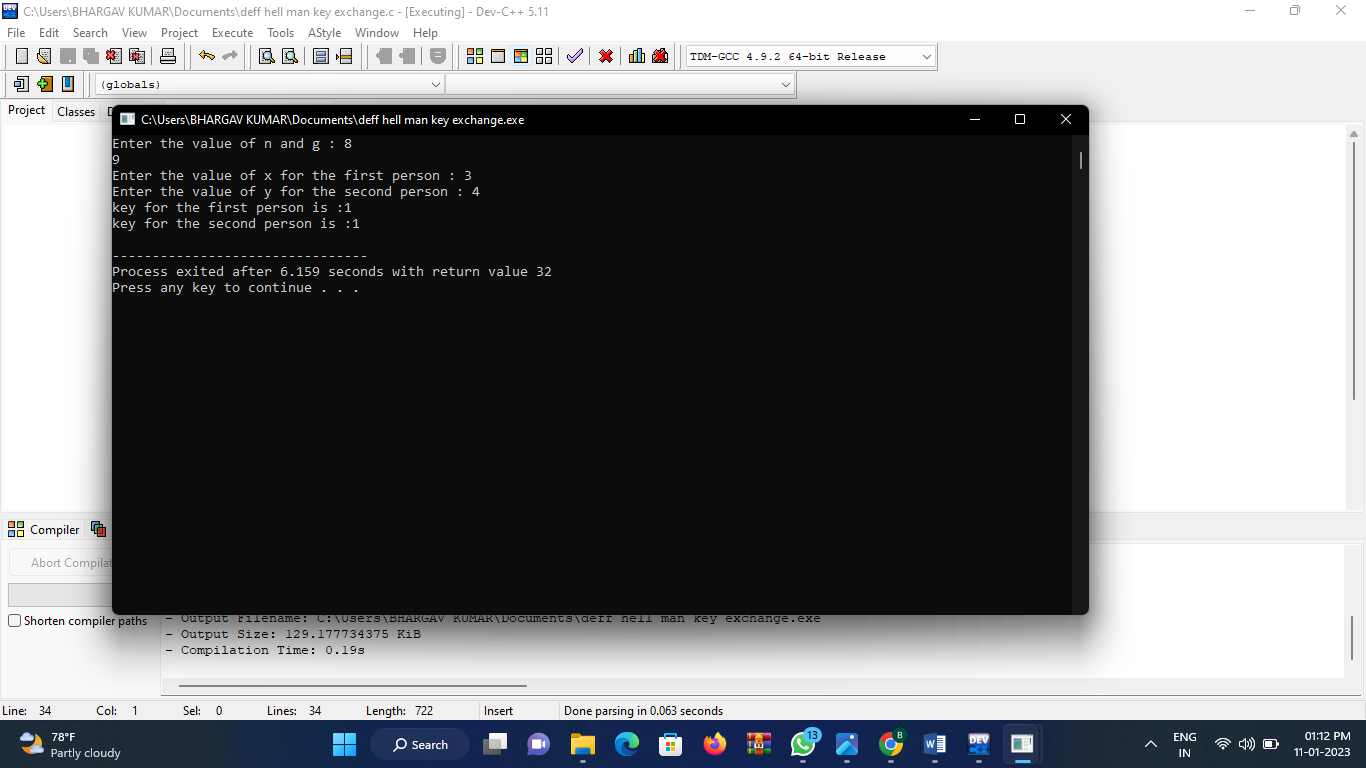 C:\Users\BHARGAV KUMAR\Documents\deff hell man key exchange.c - [Executing] - Dev-C++ 5.11
File Edit Search View Project Execute Tools AStyle Window Help
TDM-GCC 4.9.2 64-bit Release
(globals)
Project Classes D
C:\Users\BHARGAV KUMAR\Documents\deff hell man key exchange.exe
Enter the value of n and g : 8
9
Enter the value of x for the first person : 3
Enter the value of y for the second person : 4
key for the first person is :1
key for the second person is :1
--------------------------------
Process exited after 6.159 seconds with return value 32
Press any key to continue . . .
Compiler
Abort Compilat
Shorten compiler paths
- Output Filename: C:\Users\BHARGAV KUMAR\Documents\deff hell man key exchange.exe
- Output Size: 129.177734375 KiB
- Compilation Time: 0.19s
Line: 34 Col: 1 Sel: 0 Lines: 34 Length: 722 Insert Done parsing in 0.063 seconds
78°F
Partly cloudy
Search
13
B
DEV
ENG
IN
01:12 PM
11-01-2023